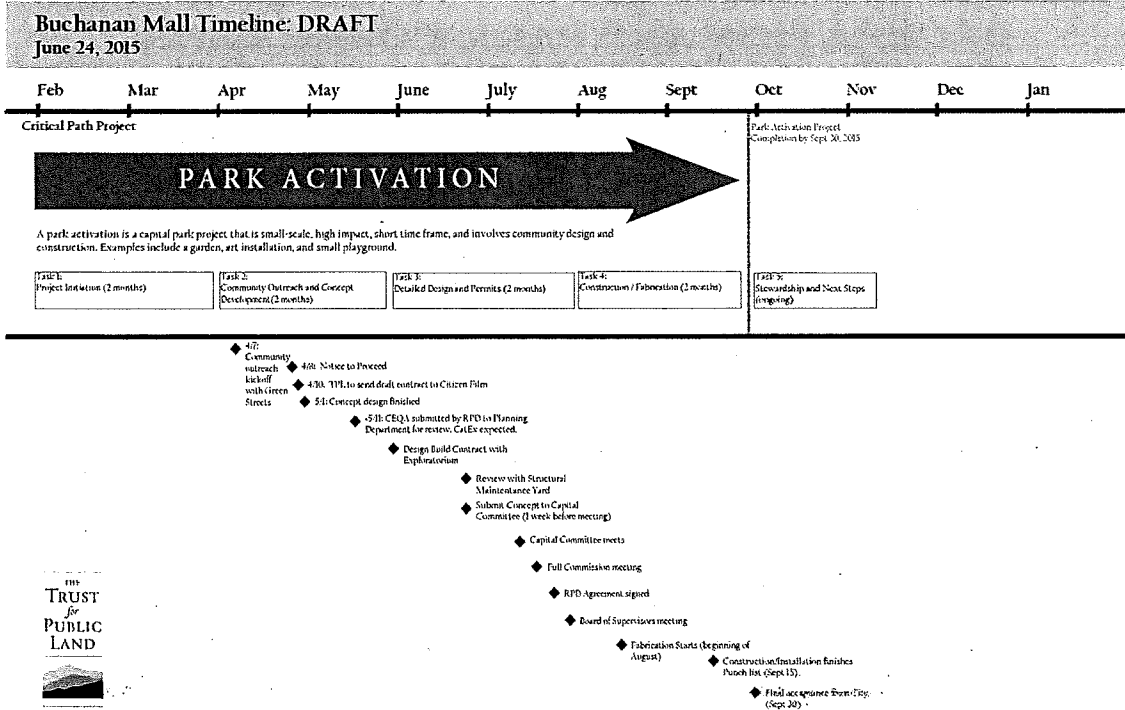 Buchanan Mall Timeline: DRAFT
June 24, 2015
Feb Mar Apr May June July Aug Sept Oct Nov Dec Jan
Critical Path Project
Park Activation Project
Completion by Sept 30, 2015
PARK ACTIVATION
A park activation is a capital park project that is small-scale, high impact, short time frame, and involves community design and
construction. Examples include a garden, art installation, and small playground.
Task 1:
Project Initiation (2 months)
Task 2:
Community Outreach and Concept
Development (2 months)
Task 3:
Detailed Design and Permits (2 months)
Task 4:
Construction / Fabrication (2 months)
Task 5:
Stewardship and Next Steps
(ongoing)
4/7:
Community
outreach
kickoff
with Green
Streets
4/8: Notice to Proceed
4/10: TPL to send draft contract to Citizen Film
5/1: Concept design finished
~5/11: CEQA submitted by RPD to Planning
Department for review. CatEx expected.
Design Build Contract with
Exploratorium
Review with Structural
Maintentance Yard
Submit Concept to Capital
Committee (1 week before meeting)
Capital Committee meets
Full Commission meeting
RPD Agreement signed
Board of Supervisors meeting
Fabrication Starts (beginning of
August)
Construction/Installation finishes
Punch list (Sept 15).
Final acceptance from City.
(Sept 30)
THE
TRUST
for
PUBLIC
LAND